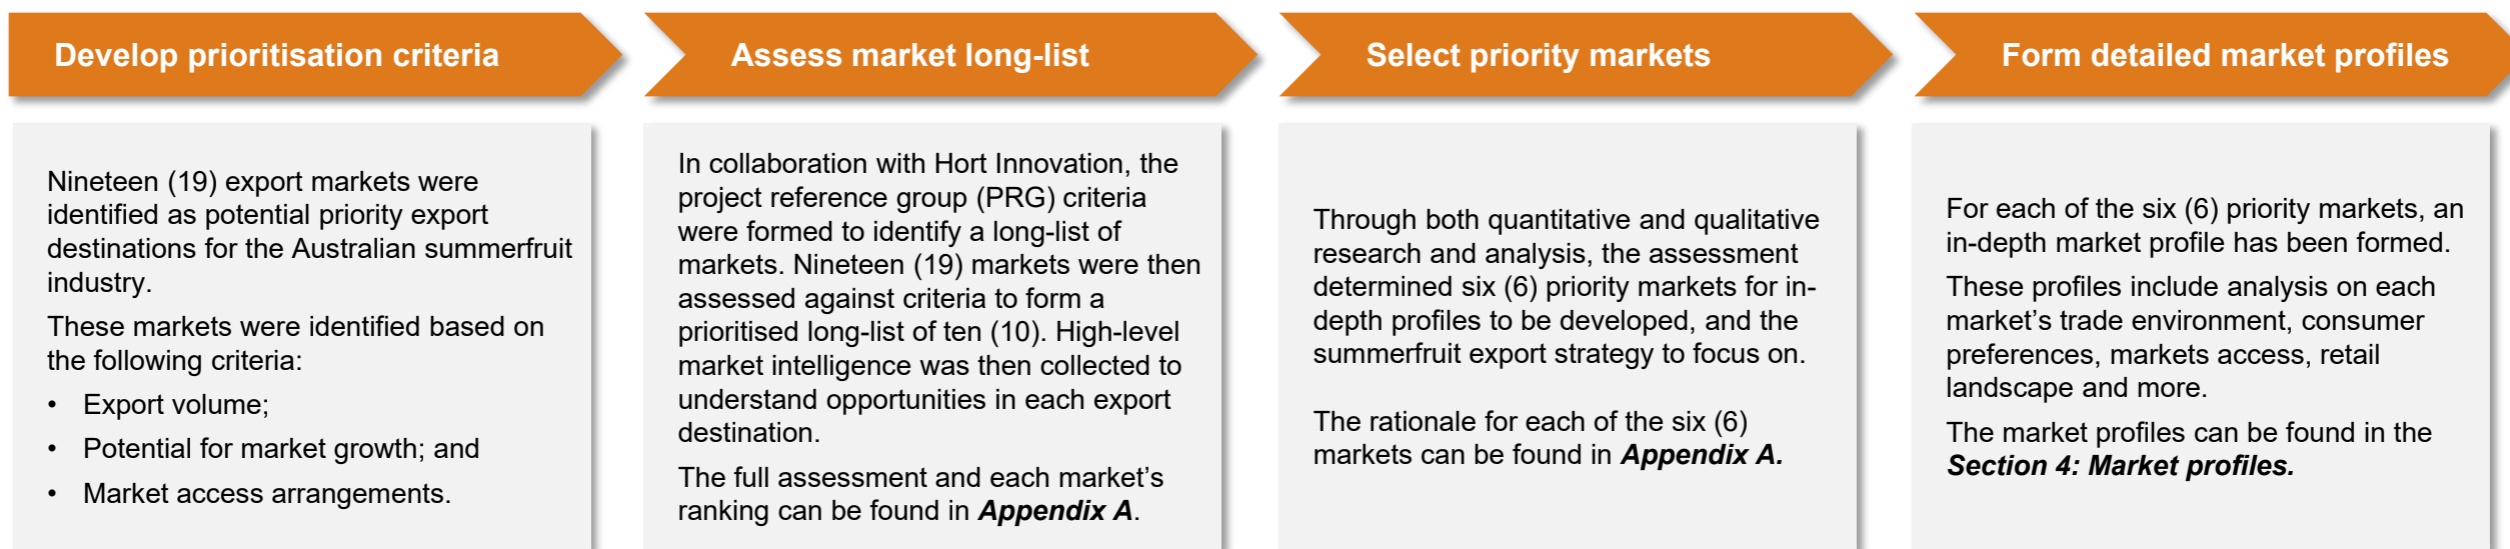 Develop prioritisation criteria
Nineteen (19) export markets were
identified as potential priority export
destinations for the Australian summerfruit
industry.
These markets were identified based on
the following criteria:
• Export volume;
• Potential for market growth; and
• Market access arrangements.
Assess market long-list
In collaboration with Hort Innovation, the
project reference group (PRG) criteria
were formed to identify a long-list of
markets. Nineteen (19) markets were then
assessed against criteria to form a
prioritised long-list of ten (10). High-level
market intelligence was then collected to
understand opportunities in each export
destination.
The full assessment and each market's
ranking can be found in Appendix A.
Select priority markets
Through both quantitative and qualitative
research and analysis, the assessment
determined six (6) priority markets for in-
depth profiles to be developed, and the
summerfruit export strategy to focus on.
The rationale for each of the six (6)
markets can be found in Appendix A.
Form detailed market profiles
For each of the six (6) priority markets, an
in-depth market profile has been formed.
These profiles include analysis on each
market's trade environment, consumer
preferences, markets access, retail
landscape and more.
The market profiles can be found in the
Section 4: Market profiles.